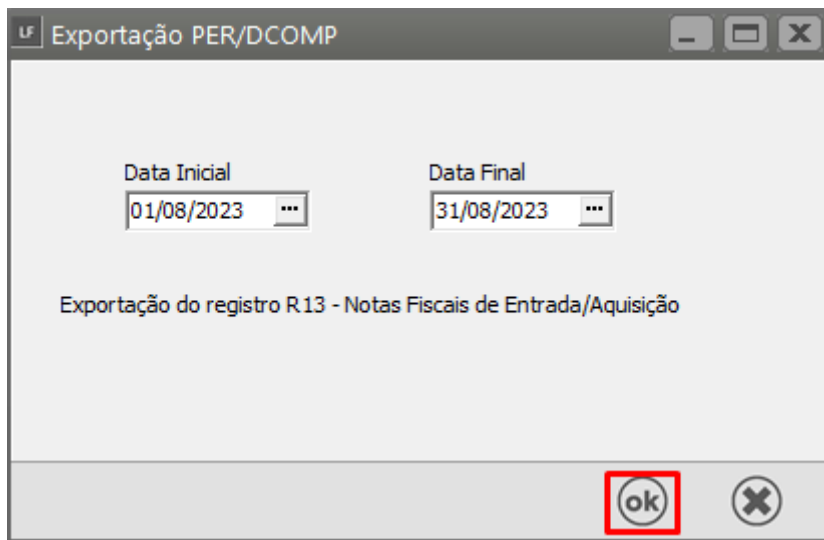 LF Exportação PER/DCOMP
Data Inicial Data Final
01/08/2023 ... 31/08/2023 ...
Exportação do registro R13 - Notas Fiscais de Entrada/Aquisição
ok